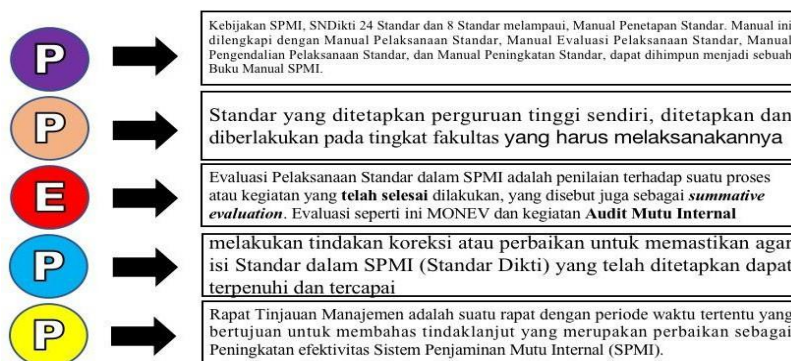 P
Kebijakan SPMI, SNDikti 24 Standar dan 8 Standar melampaui, Manual Penetapan Standar. Manual ini
dilengkapi dengan Manual Pelaksanaan Standar, Manual Evaluasi Pelaksanaan Standar, Manual
Pengendalian Pelaksanaan Standar, dan Manual Peningkatan Standar, dapat dihimpun menjadi sebuah
Buku Manual SPMI.
P
Standar yang ditetapkan perguruan tinggi sendiri, ditetapkan dan
diberlakukan pada tingkat fakultas yang harus melaksanakannya
E
Evaluasi Pelaksanaan Standar dalam SPMI adalah penilaian terhadap suatu proses
atau kegiatan yang telah selesai dilakukan, yang disebut juga sebagai summative
evaluation. Evaluasi seperti ini MONEV dan kegiatan Audit Mutu Internal
P
melakukan tindakan koreksi atau perbaikan untuk memastikan agar
isi Standar dalam SPMI (Standar Dikti) yang telah ditetapkan dapat
terpenuhi dan tercapai
P
Rapat Tinjauan Manajemen adalah suatu rapat dengan periode waktu tertentu yang
bertujuan untuk membahas tindaklanjut yang merupakan perbaikan sebagai
Peningkatan efektivitas Sistem Penjaminan Mutu Internal (SPMI).